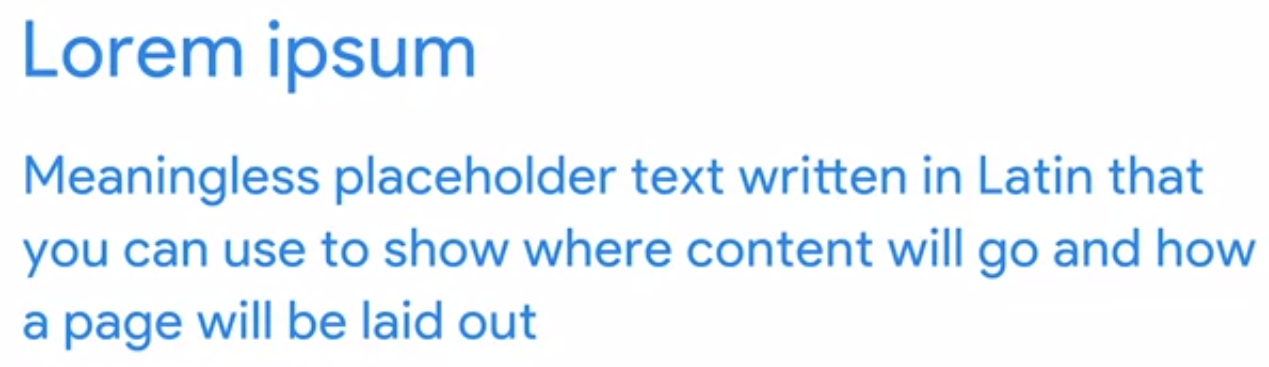 Lorem ipsum
Meaningless placeholder text written in Latin that
you can use to show where content will go and how
a page will be laid out